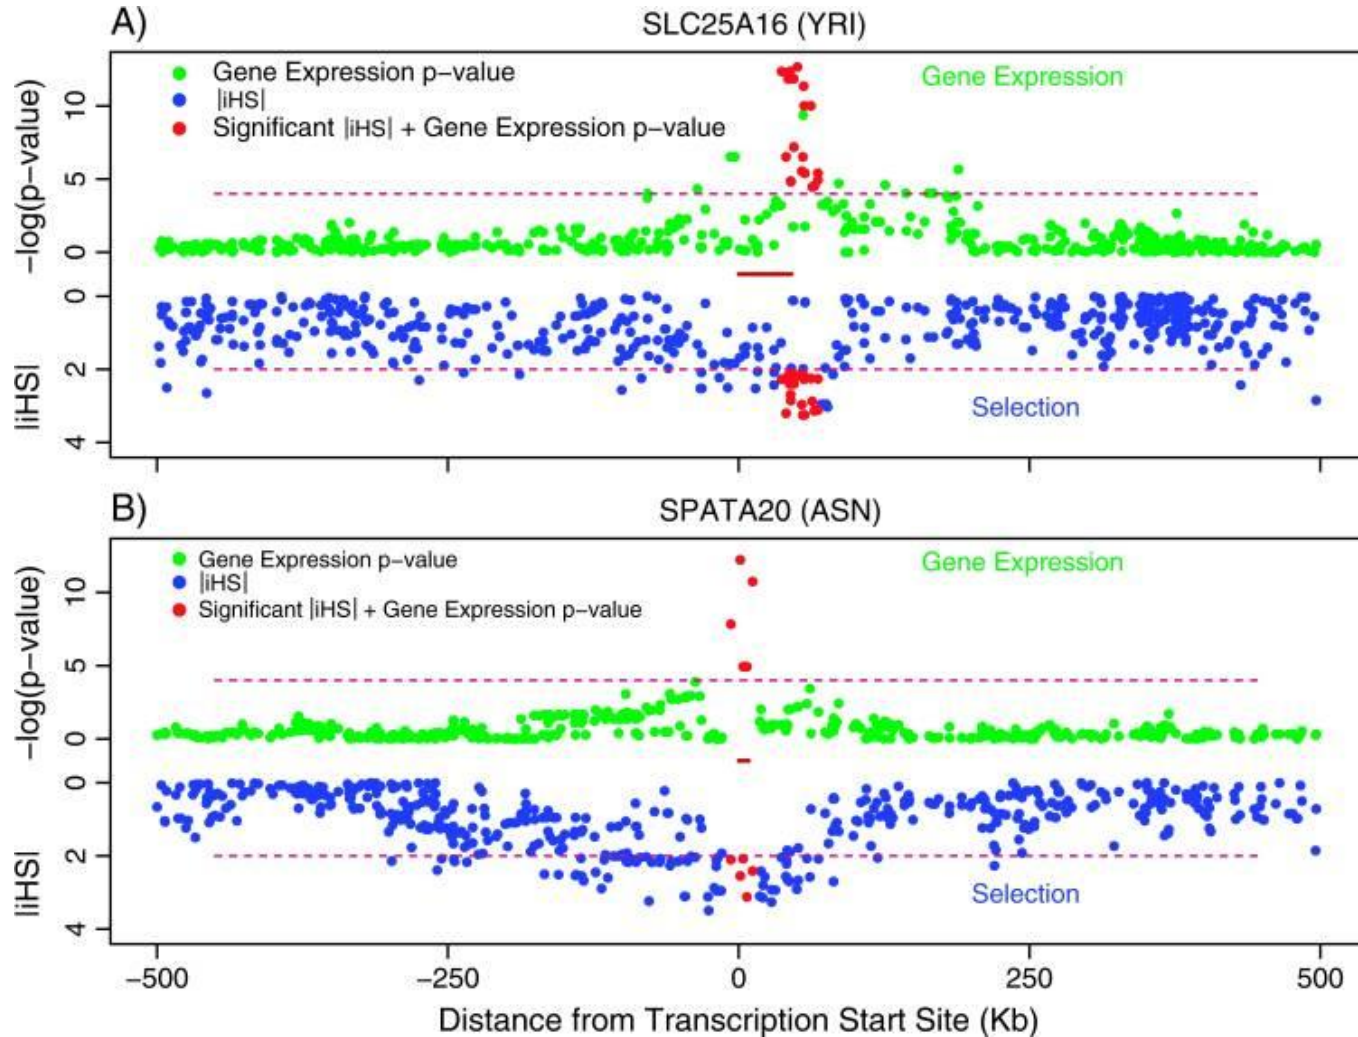 A) SLC25A16 (YRI)
Gene Expression p-value
|iHS|
Significant |iHS| + Gene Expression p-value
Gene Expression
−log(p−value)
10
5
0
|iHS|
0
2
4
Selection
B) SPATA20 (ASN)
Gene Expression p-value
|iHS|
Significant |iHS| + Gene Expression p-value
Gene Expression
−log(p−value)
10
5
0
|iHS|
0
2
4
Selection
−500 −250 0 250 500
Distance from Transcription Start Site (Kb)